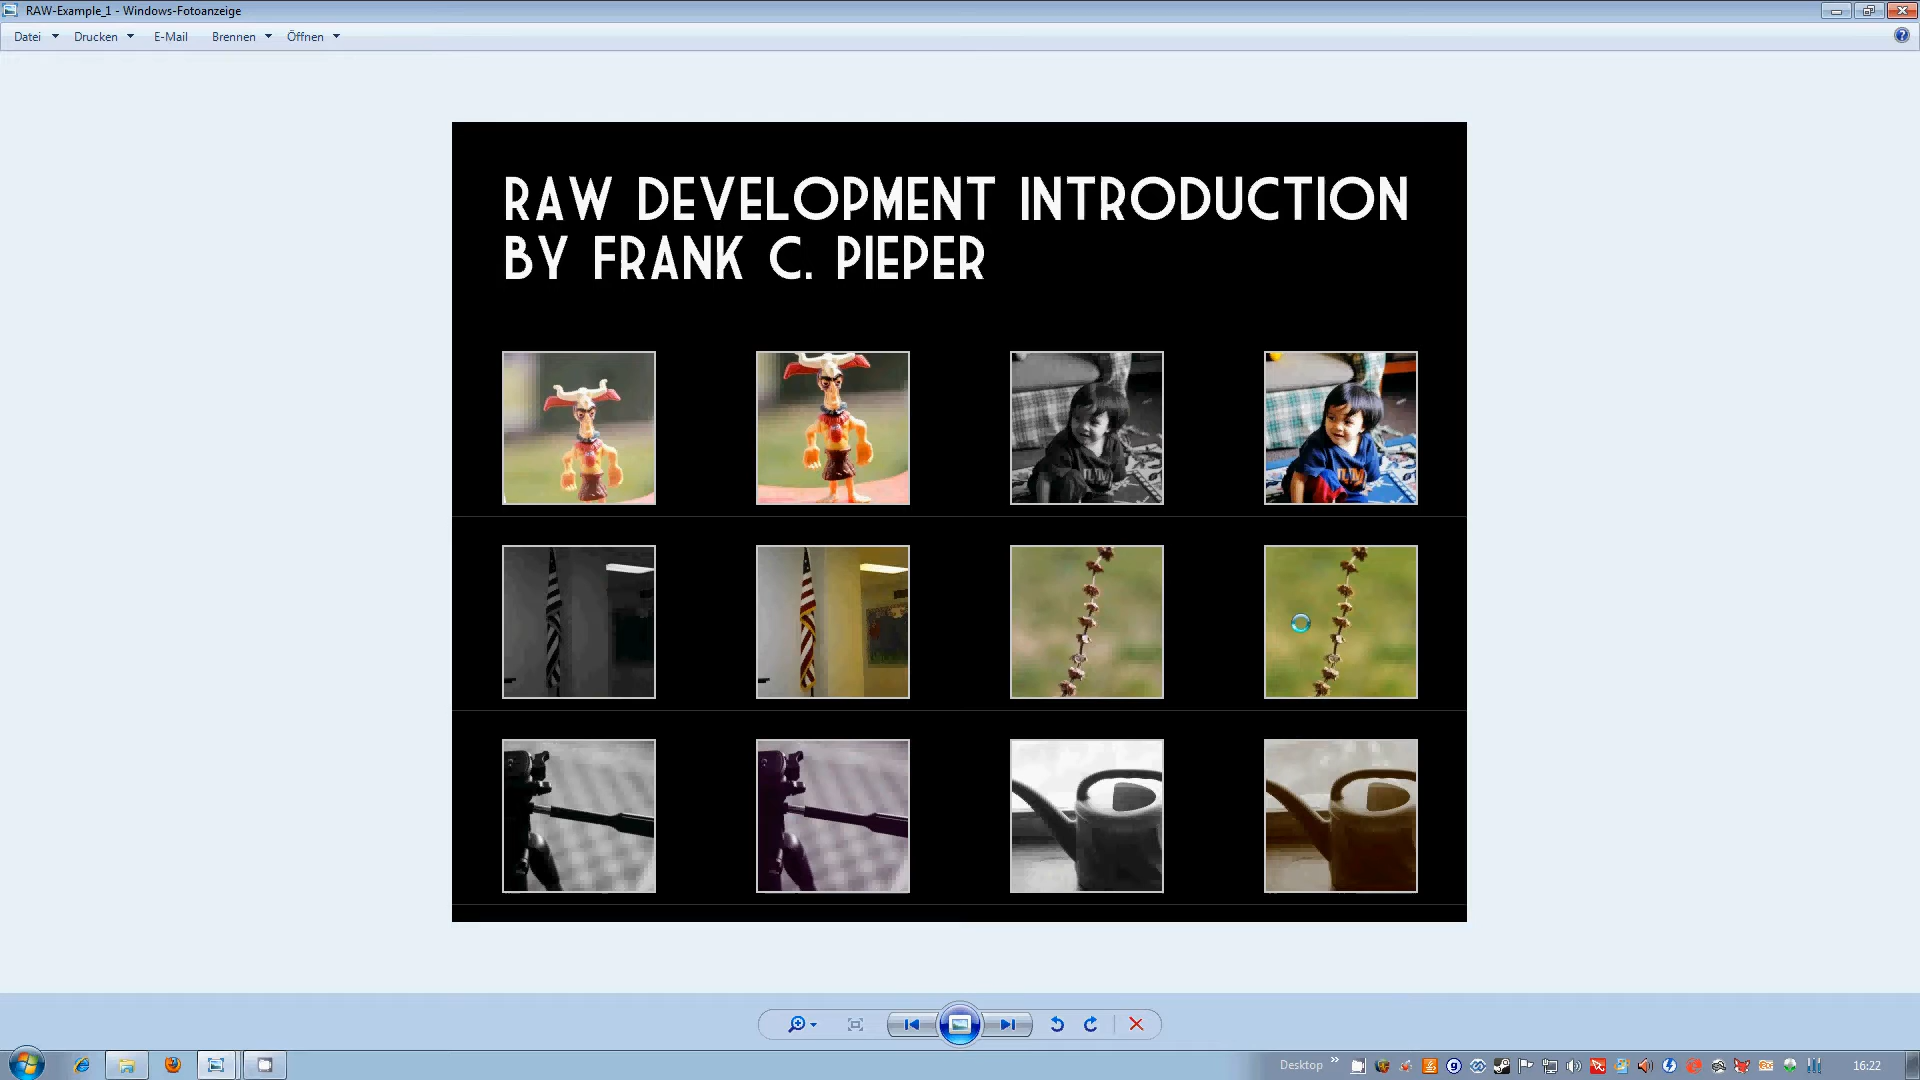 RAW-Example_1 - Windows-Fotoanzeige
Datei Drucken E-Mail Brennen Öffnen
RAW DEVELOPMENT INTRODUCTION
BY FRANK C. PIEPER
Desktop
16:22